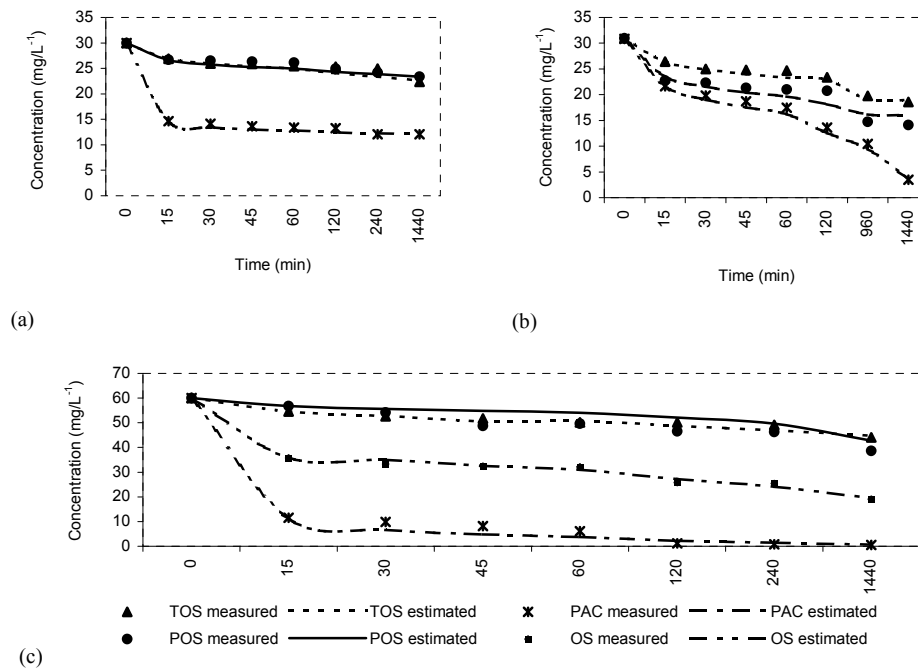 35
30
25
20
15
10
5
0
Concentration (mg/L⁻¹)
0 15 30 45 60 120 240 1440
Time (min)
(a)
35
30
25
20
15
10
5
0
Concentration (mg/L⁻¹)
0 15 30 45 60 120 960 1440
Time (min)
(b)
70
60
50
40
30
20
10
0
Concentration (mg/L⁻¹)
0 15 30 45 60 120 240 1440
TOS measured TOS estimated PAC measured PAC estimated
POS measured POS estimated OS measured OS estimated
(c)